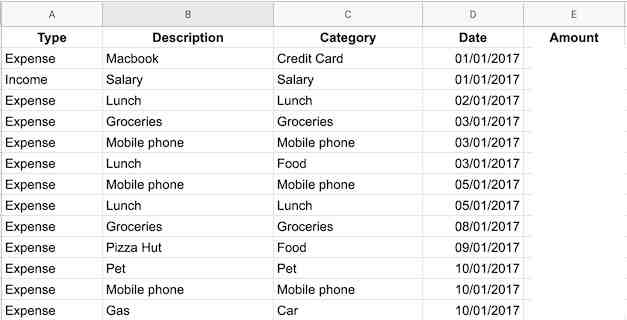 A B C D E
Type Description Category Date Amount
Expense Macbook Credit Card 01/01/2017
Income Salary Salary 01/01/2017
Expense Lunch Lunch 02/01/2017
Expense Groceries Groceries 03/01/2017
Expense Mobile phone Mobile phone 03/01/2017
Expense Lunch Food 03/01/2017
Expense Mobile phone Mobile phone 05/01/2017
Expense Lunch Lunch 05/01/2017
Expense Groceries Groceries 08/01/2017
Expense Pizza Hut Food 09/01/2017
Expense Pet Pet 10/01/2017
Expense Mobile phone Mobile phone 10/01/2017
Expense Gas Car 10/01/2017